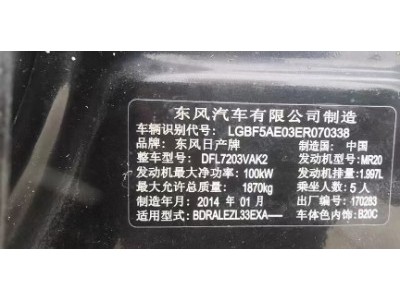 东风汽车有限公司制造
车辆识别代号：LGBF5AE03ER070338
品牌：东风日产牌 制造国：中国
整车型号：DFL7203VAK2 发动机型号：MR20
发动机最大净功率：100kW 发动机排量：1.997L
最大允许总质量：1870kg 乘坐人数：5人
制造年月：2014年01月 出厂编号：170283
适用型式：BDRALEZL33EXA── 车体色内饰：B20C